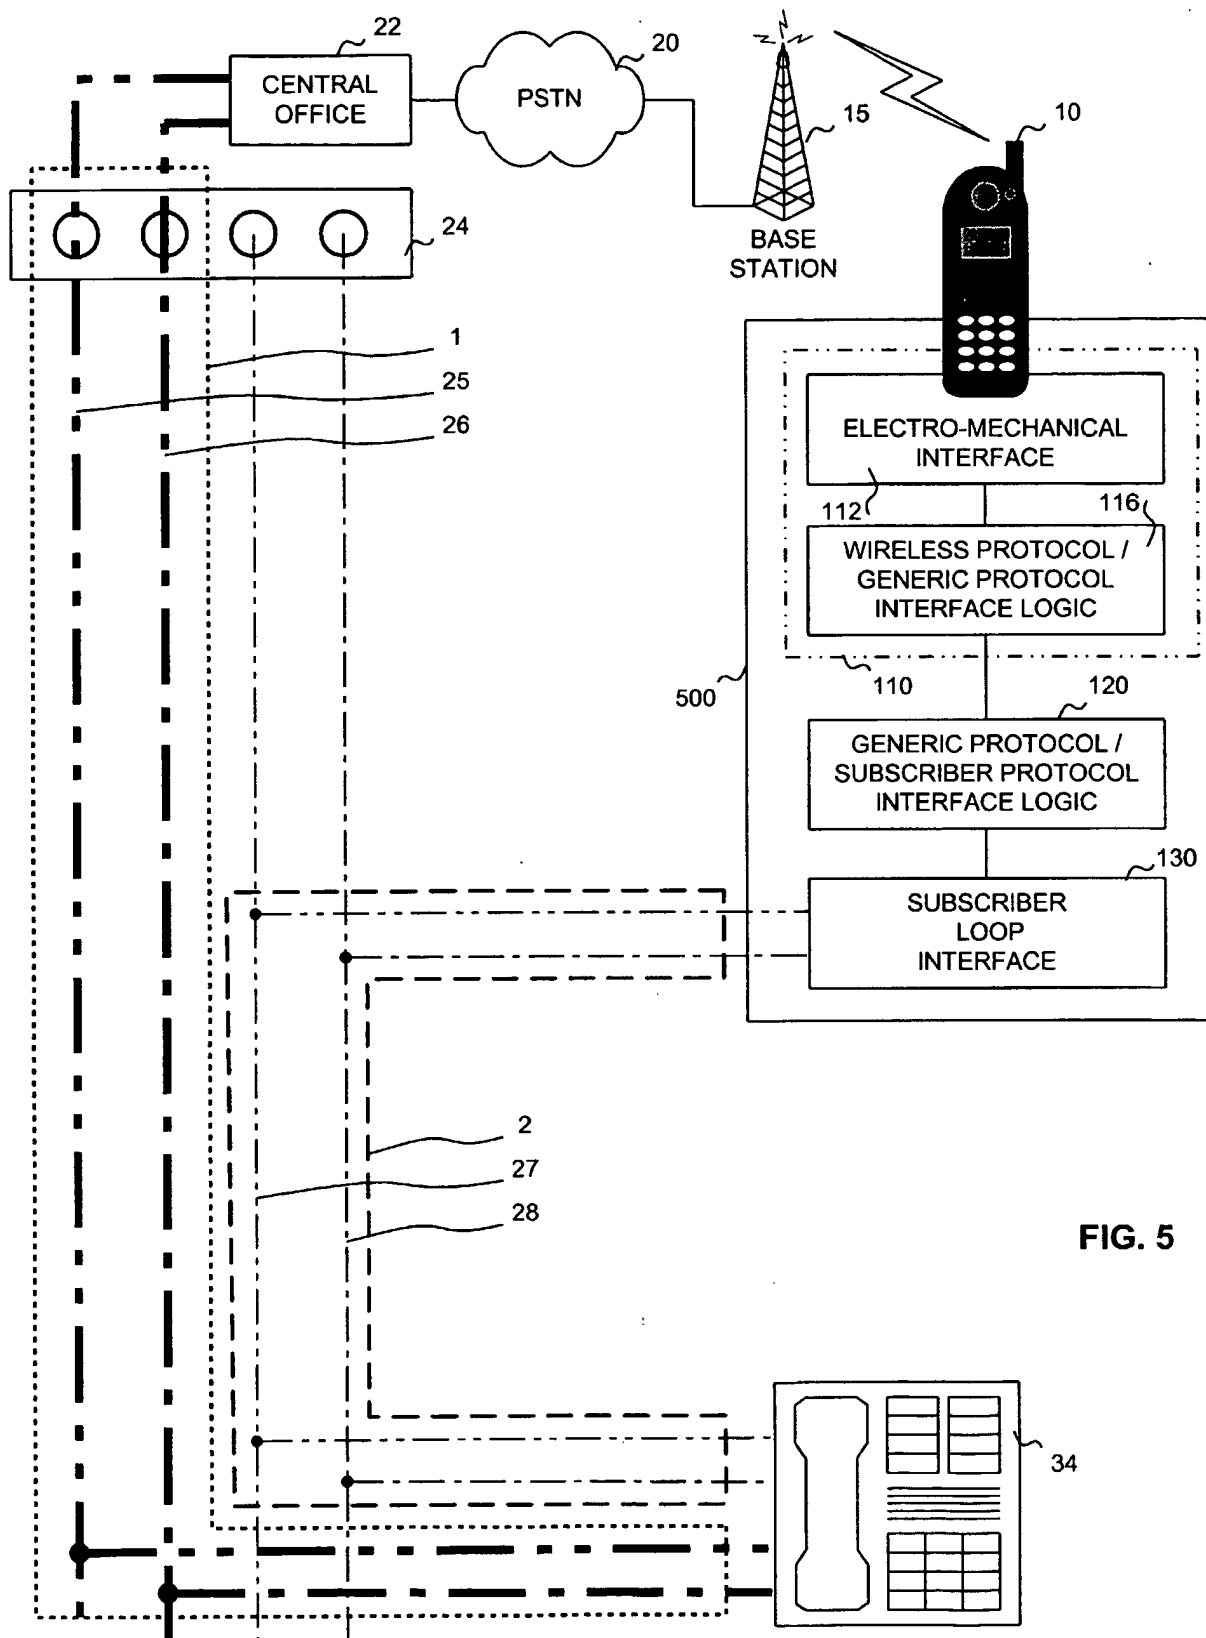 22
CENTRAL
OFFICE
PSTN
20
15
10
24
BASE
STATION
1
25
26
ELECTRO-MECHANICAL
INTERFACE
112
116
WIRELESS PROTOCOL /
GENERIC PROTOCOL
INTERFACE LOGIC
500
110
120
GENERIC PROTOCOL /
SUBSCRIBER PROTOCOL
INTERFACE LOGIC
130
SUBSCRIBER
LOOP
INTERFACE
2
27
28
FIG. 5
34